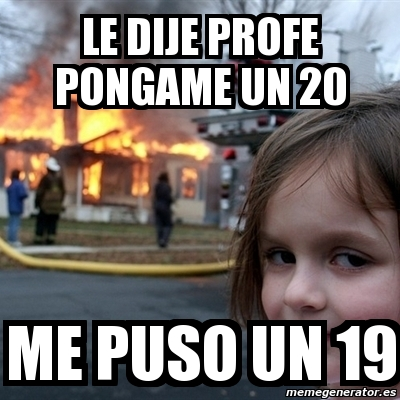 LE DIJE PROFE
PONGAME UN 20
ME PUSO UN 19
memegenerator.es